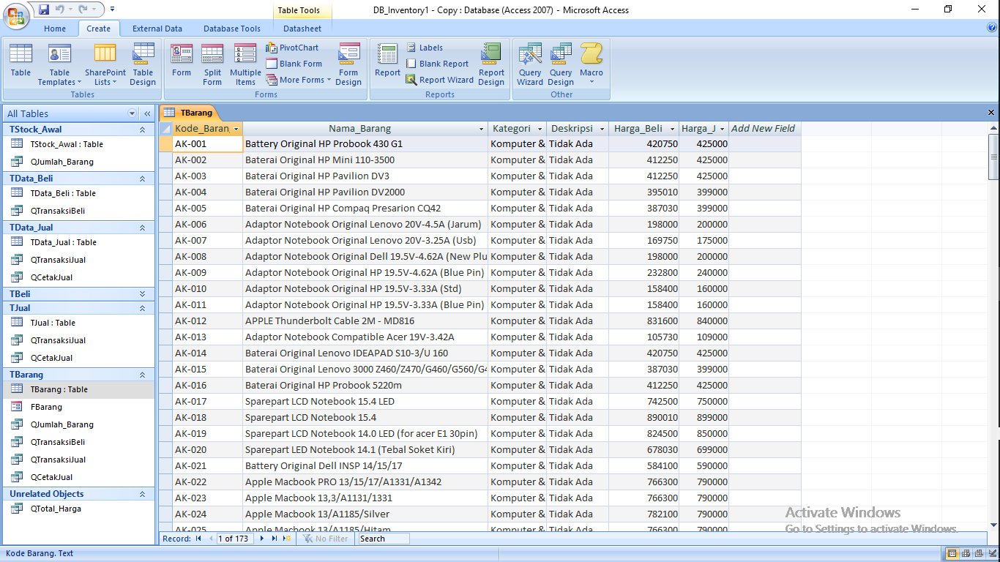 Table Tools
DB_Inventory1 - Copy : Database (Access 2007) - Microsoft Access
Home Create External Data Database Tools Datasheet
Table
Table Templates
SharePoint Lists
Table Design
Tables
Form
Split Form
Multiple Items
PivotChart
Blank Form
More Forms
Form Design
Forms
Report
Labels
Blank Report
Report Wizard
Report Design
Reports
Query Wizard
Query Design
Macro
Other
All Tables
TStock_Awal
TStock_Awal : Table
QJumlah_Barang
TData_Beli
TData_Beli : Table
QTransaksiBeli
TData_Jual
TData_Jual : Table
QTransaksiJual
QCetakJual
TBeli
TJual
TJual : Table
QTransaksiJual
QCetakJual
TBarang
TBarang : Table
FBarang
QJumlah_Barang
QTransaksiBeli
QTransaksiJual
QCetakJual
Unrelated Objects
QTotal_Harga
TBarang
Kode_Baran Nama_Barang Kategori Deskripsi Harga_Beli Harga_J Add New Field
AK-001 Battery Original HP Probook 430 G1 Komputer & Tidak Ada 420750 425000
AK-002 Baterai Original HP Mini 110-3500 Komputer & Tidak Ada 412250 425000
AK-003 Baterai Original HP Pavilion DV3 Komputer & Tidak Ada 412250 425000
AK-004 Baterai Original HP Pavilion DV2000 Komputer & Tidak Ada 395010 399000
AK-005 Baterai Original HP Compaq Presarion CQ42 Komputer & Tidak Ada 387030 399000
AK-006 Adaptor Notebook Original Lenovo 20V-4.5A (Jarum) Komputer & Tidak Ada 198000 200000
AK-007 Adaptor Notebook Original Lenovo 20V-3.25A (Usb) Komputer & Tidak Ada 169750 175000
AK-008 Adaptor Notebook Original Dell 19.5V-4.62A (New Plu Komputer & Tidak Ada 198000 200000
AK-009 Adaptor Notebook Original HP 19.5V-4.62A (Blue Pin) Komputer & Tidak Ada 232800 240000
AK-010 Adaptor Notebook Original HP 19.5V-3.33A (Std) Komputer & Tidak Ada 158400 160000
AK-011 Adaptor Notebook Original HP 19.5V-3.33A (Blue Pin) Komputer & Tidak Ada 158400 160000
AK-012 APPLE Thunderbolt Cable 2M - MD816 Komputer & Tidak Ada 831600 840000
AK-013 Adaptor Notebook Compatible Acer 19V-3.42A Komputer & Tidak Ada 105730 109000
AK-014 Baterai Original Lenovo IDEAPAD S10-3/U 160 Komputer & Tidak Ada 420750 425000
AK-015 Baterai Original Lenovo 3000 Z460/Z470/G460/G560/G4 Komputer & Tidak Ada 387030 399000
AK-016 Baterai Original HP Probook 5220m Komputer & Tidak Ada 412250 425000
AK-017 Sparepart LCD Notebook 15.4 LED Komputer & Tidak Ada 742500 750000
AK-018 Sparepart LCD Notebook 15.4 Komputer & Tidak Ada 890010 899000
AK-019 Sparepart LCD Notebook 14.0 LED (for acer E1 30pin) Komputer & Tidak Ada 824500 850000
AK-020 Sparepart LED Notebook 14.1 (Tebal Soket Kiri) Komputer & Tidak Ada 678030 699000
AK-021 Battery Original Dell INSP 14/15/17 Komputer & Tidak Ada 584100 590000
AK-022 Apple Macbook PRO 13/15/17/A1331/A1342 Komputer & Tidak Ada 766300 790000
AK-023 Apple Macbook 13,3/A1131/1331 Komputer & Tidak Ada 766300 790000
AK-024 Apple Macbook 13/A1185/Silver Komputer & Tidak Ada 782100 790000
AK-025 Apple Macbook 13/A1185/Hitam Komputer & Tidak Ada 766300 790000
Activate Windows
Go to Settings to activate Windows.
Record: 1 of 173 No Filter Search
Kode Barang. Text